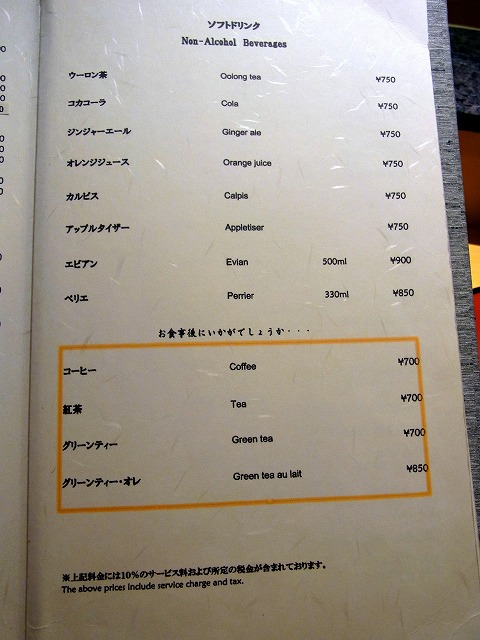 ソフトドリンク
Non-Alcohol Beverages
ウーロン茶 Oolong tea ¥750
コカコーラ Cola ¥750
ジンジャーエール Ginger ale ¥750
オレンジジュース Orange juice ¥750
カルピス Calpis ¥750
アップルタイザー Appletiser ¥750
エビアン Evian 500ml ¥900
ペリエ Perrier 330ml ¥850
お食事後にいかがでしょうか・・・
コーヒー Coffee ¥700
紅茶 Tea ¥700
グリーンティー Green tea ¥700
グリーンティー・オレ Green tea au lait ¥850
※上記料金には10%のサービス料および所定の税金が含まれております。
The above prices include service charge and tax.